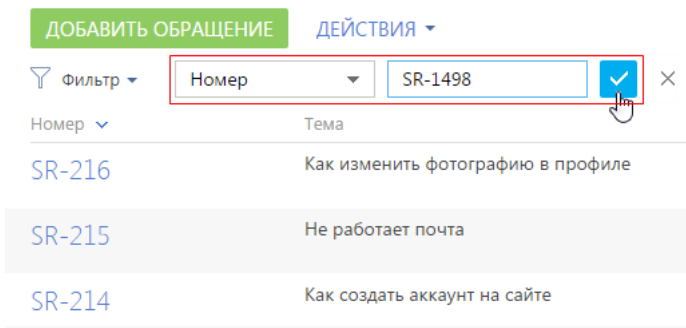 ДОБАВИТЬ ОБРАЩЕНИЕ ДЕЙСТВИЯ
Фильтр Номер SR-1498
Номер Тема
SR-216 Как изменить фотографию в профиле
SR-215 Не работает почта
SR-214 Как создать аккаунт на сайте